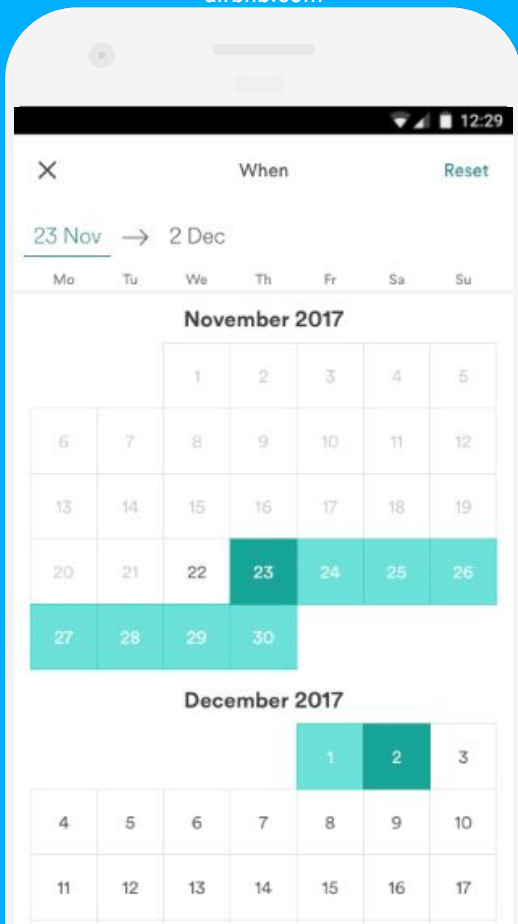 12:29
When Reset
23 Nov → 2 Dec
Mo Tu We Th Fr Sa Su
November 2017
1 2 3 4 5
6 7 8 9 10 11 12
13 14 15 16 17 18 19
20 21 22 23 24 25 26
27 28 29 30
December 2017
1 2 3
4 5 6 7 8 9 10
11 12 13 14 15 16 17